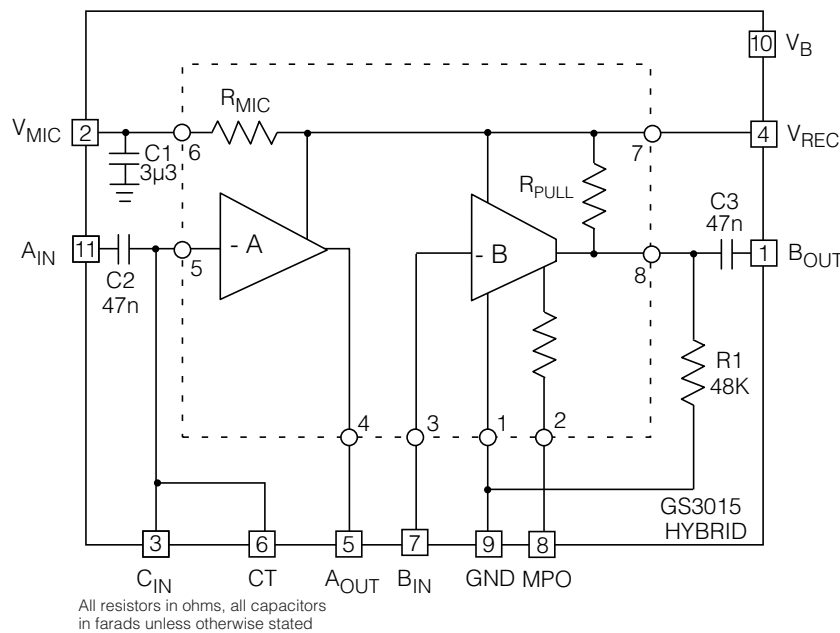 10 V_B
R_MIC
V_MIC 2
6
7
4 V_REC
C1
3µ3
R_PULL
C3
47n
A_IN 11
- A
- B
5
8
1 B_OUT
C2
47n
R1
48K
4
3
1
2
GS3015
HYBRID
3
6
5
7
9
8
C_IN
CT
A_OUT
B_IN
GND
MPO
All resistors in ohms, all capacitors
in farads unless otherwise stated